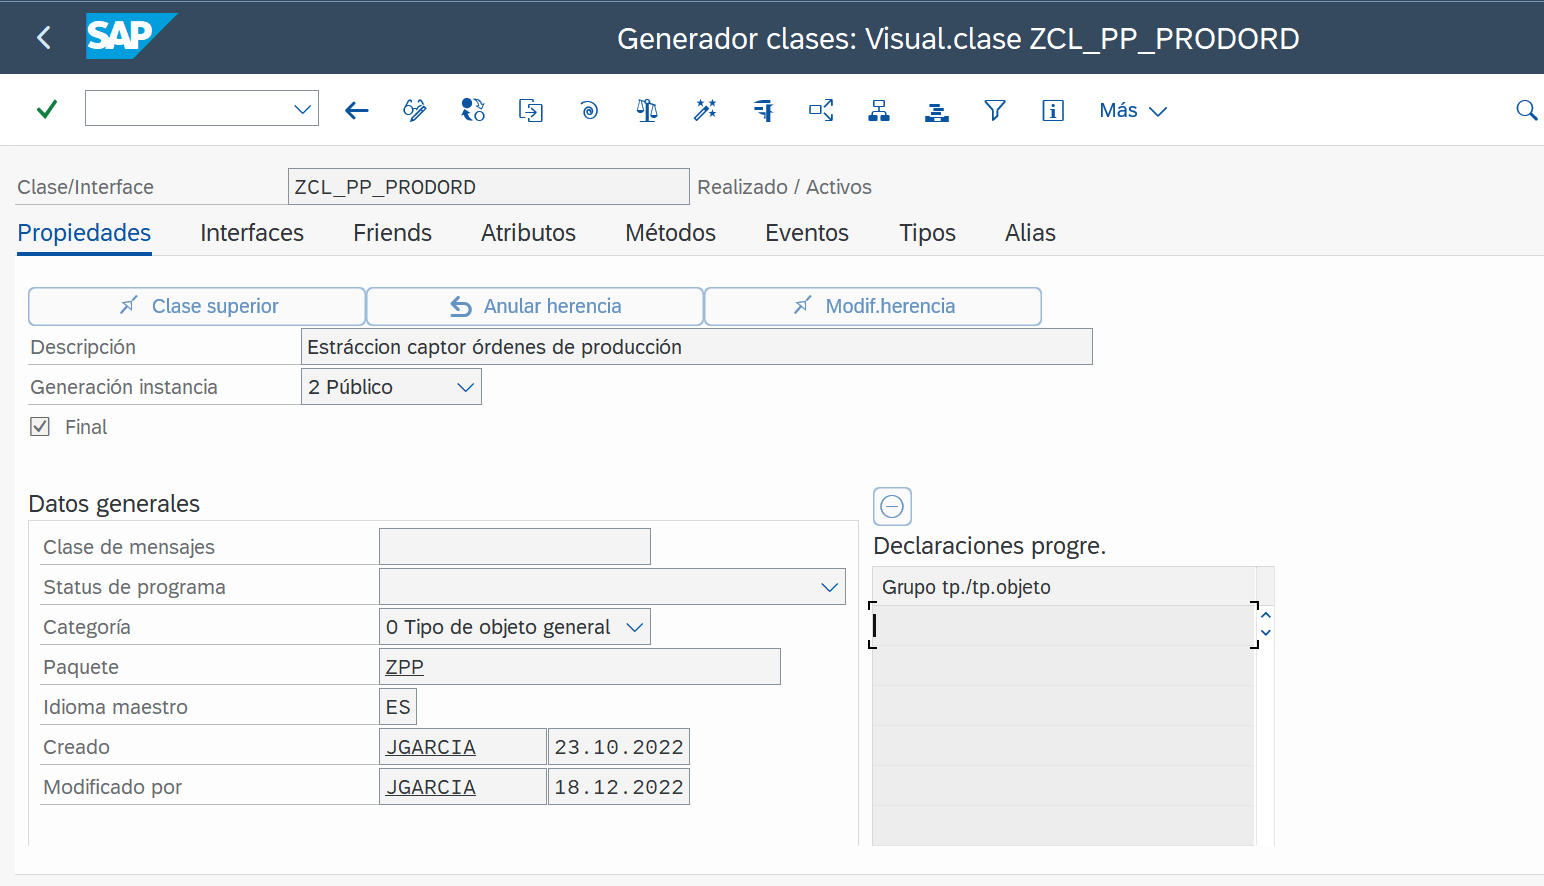 SAP
Generador clases: Visual.clase ZCL_PP_PRODORD
Más
Clase/Interface ZCL_PP_PRODORD Realizado / Activos
Propiedades Interfaces Friends Atributos Métodos Eventos Tipos Alias
Clase superior Anular herencia Modif.herencia
Descripción Estráccion captor órdenes de producción
Generación instancia 2 Público
Final
Datos generales
Clase de mensajes
Status de programa
Categoría 0 Tipo de objeto general
Paquete ZPP
Idioma maestro ES
Creado JGARCIA 23.10.2022
Modificado por JGARCIA 18.12.2022
Declaraciones progre.
Grupo tp./tp.objeto